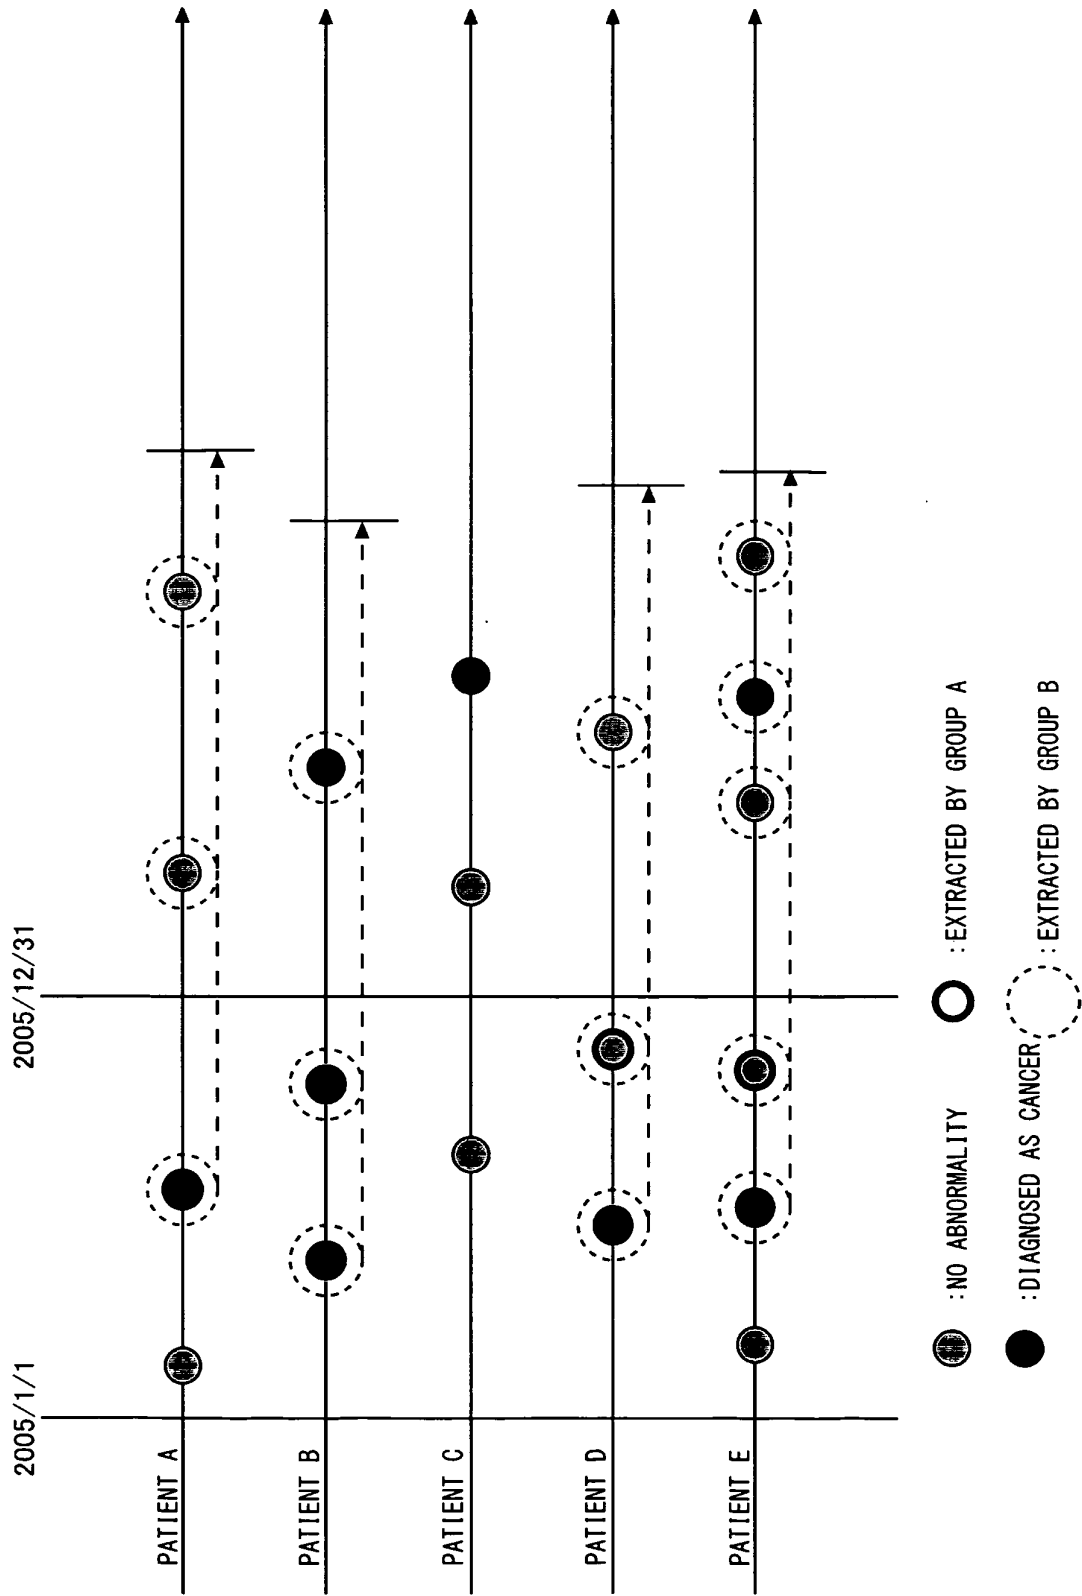 2005/1/1
2005/12/31
PATIENT A
PATIENT B
PATIENT C
PATIENT D
PATIENT E
:NO ABNORMALITY
:EXTRACTED BY GROUP A
:DIAGNOSED AS CANCER
:EXTRACTED BY GROUP B